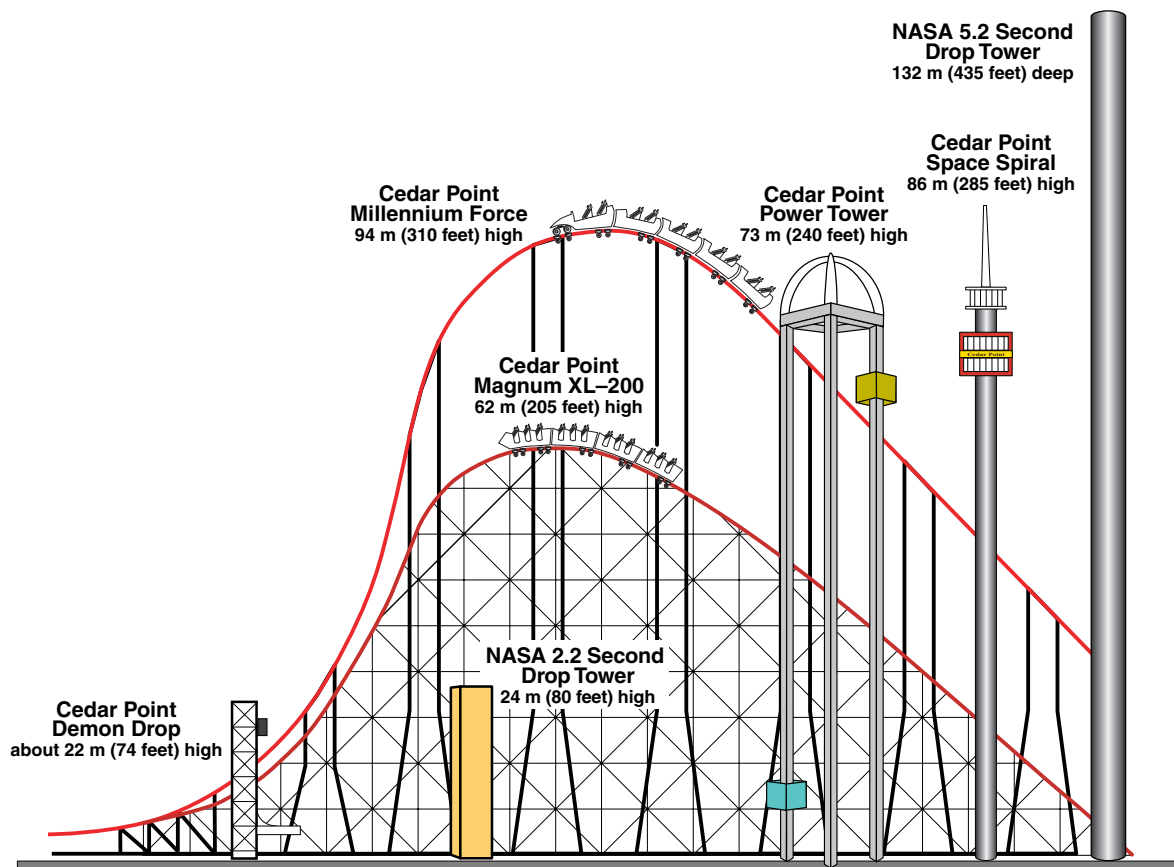 NASA 5.2 Second
Drop Tower
132 m (435 feet) deep
Cedar Point
Space Spiral
86 m (285 feet) high
Cedar Point
Millennium Force
94 m (310 feet) high
Cedar Point
Power Tower
73 m (240 feet) high
Cedar Point
Cedar Point
Magnum XL–200
62 m (205 feet) high
NASA 2.2 Second
Drop Tower
24 m (80 feet) high
Cedar Point
Demon Drop
about 22 m (74 feet) high